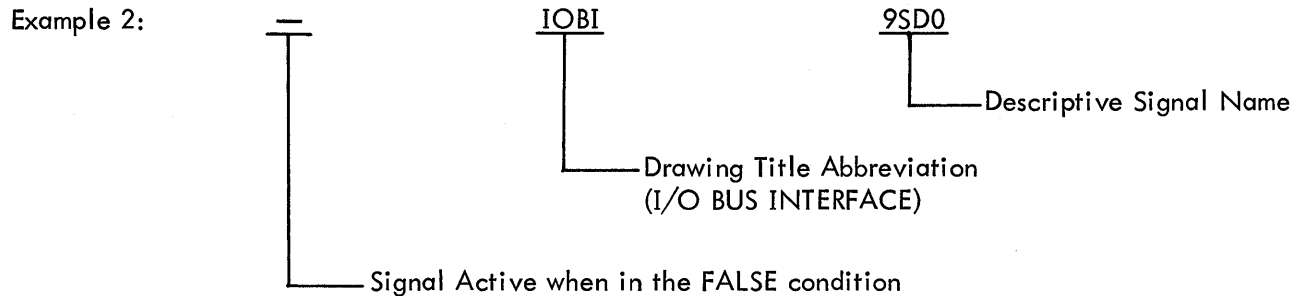 Example 2: – IOBI 9SD0
Descriptive Signal Name
Drawing Title Abbreviation
(I/O BUS INTERFACE)
Signal Active when in the FALSE condition